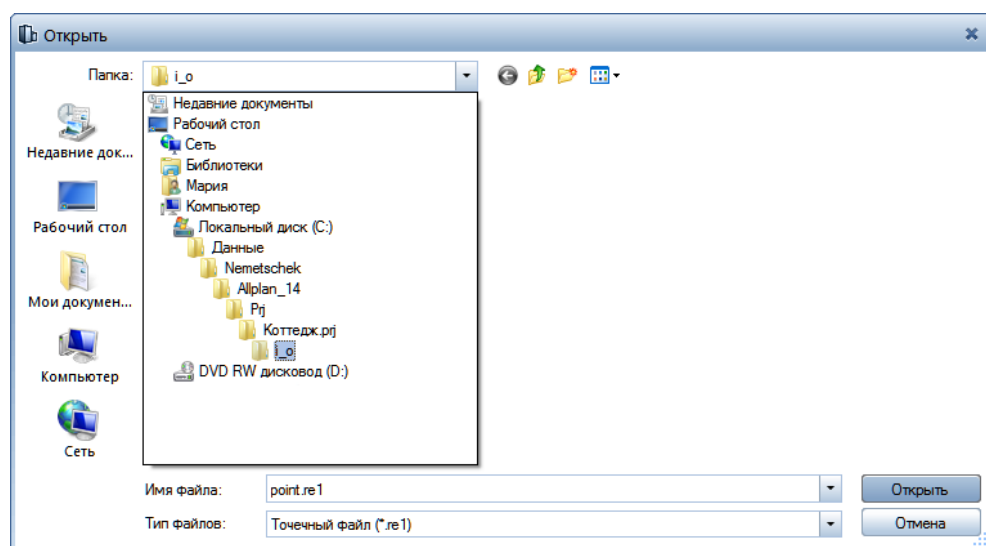 Открыть
Папка: i_o
Недавние документы
Рабочий стол
Сеть
Библиотеки
Мария
Компьютер
Локальный диск (C:)
Данные
Nemetschek
Allplan_14
Prj
Коттедж.prj
i_o
DVD RW дисковод (D:)
Недавние док...
Рабочий стол
Мои докумен...
Компьютер
Сеть
Имя файла: point.re1 Открыть
Тип файлов: Точечный файл (*.re1) Отмена